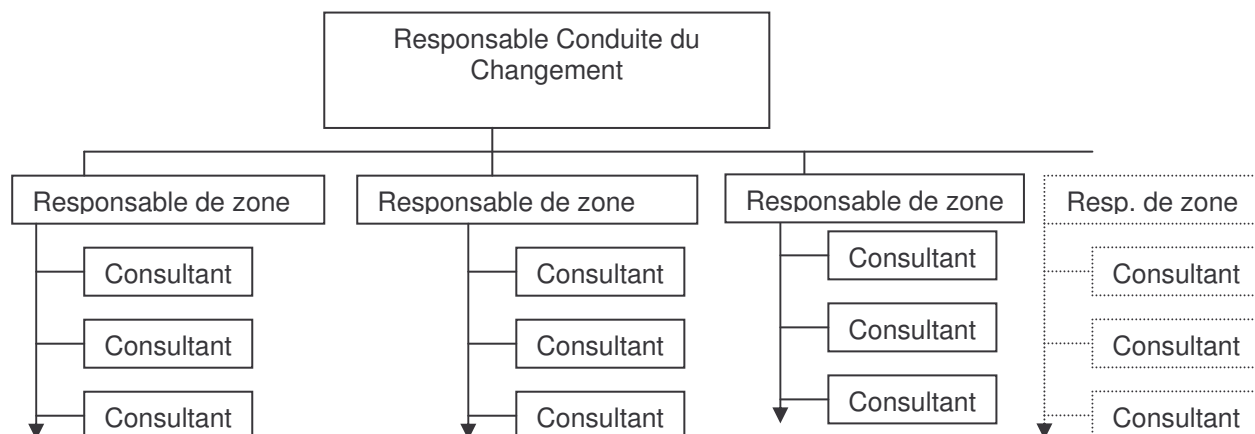 Responsable Conduite du
Changement
Responsable de zone
Responsable de zone
Responsable de zone
Resp. de zone
Consultant
Consultant
Consultant
Consultant
Consultant
Consultant
Consultant
Consultant
Consultant
Consultant
Consultant
Consultant